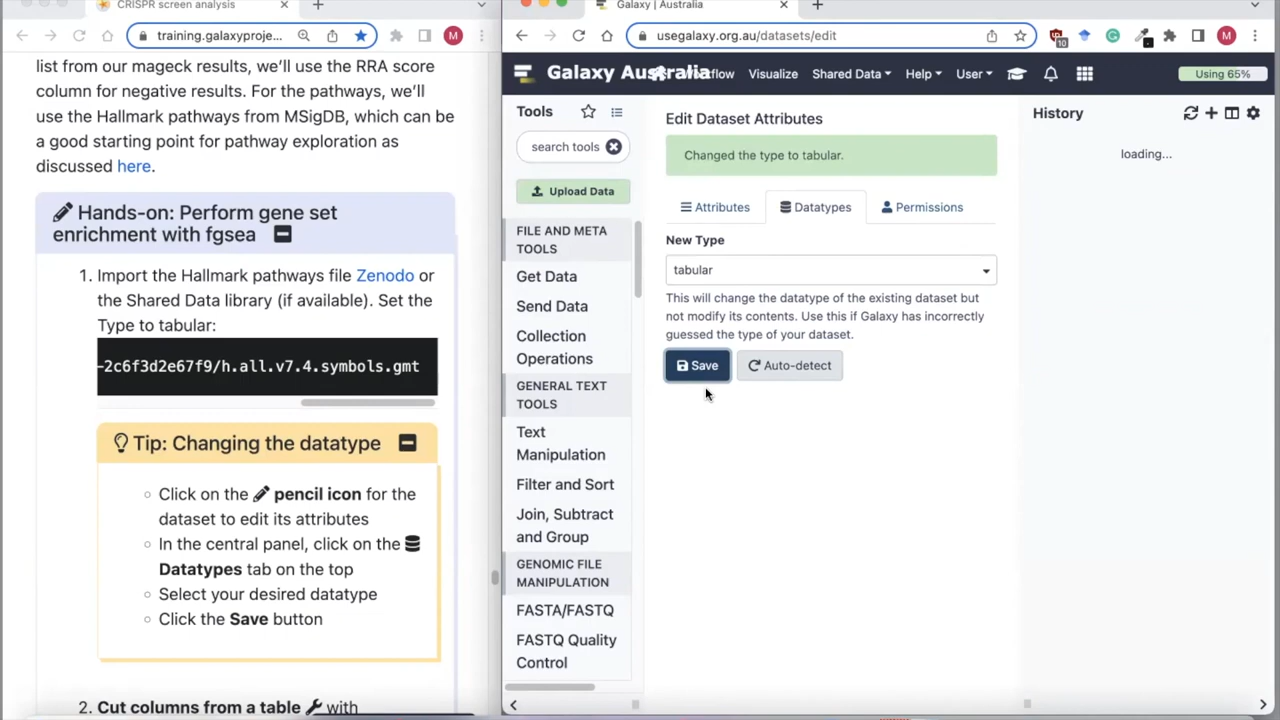 CRISPR screen analysis
training.galaxyproje...
M
list from our mageck results, we'll use the RRA score
column for negative results. For the pathways, we'll
use the Hallmark pathways from MSigDB, which can be
a good starting point for pathway exploration as
discussed here.
Hands-on: Perform gene set
enrichment with fgsea
1. Import the Hallmark pathways file Zenodo or
the Shared Data library (if available). Set the
Type to tabular:
-2c6f3d2e67f9/h.all.v7.4.symbols.gmt
Tip: Changing the datatype
Click on the pencil icon for the
dataset to edit its attributes
In the central panel, click on the
Datatypes tab on the top
Select your desired datatype
Click the Save button
2. Cut columns from a table with
Galaxy | Australia
usegalaxy.org.au/datasets/edit
10
M
Galaxy Australia
Workflow Visualize Shared Data Help User
Using 65%
Tools
search tools
Upload Data
FILE AND META
TOOLS
Get Data
Send Data
Collection
Operations
GENERAL TEXT
TOOLS
Text
Manipulation
Filter and Sort
Join, Subtract
and Group
GENOMIC FILE
MANIPULATION
FASTA/FASTQ
FASTQ Quality
Control
Edit Dataset Attributes
Changed the type to tabular.
Attributes
Datatypes
Permissions
New Type
tabular
This will change the datatype of the existing dataset but
not modify its contents. Use this if Galaxy has incorrectly
guessed the type of your dataset.
Save
Auto-detect
History
loading...